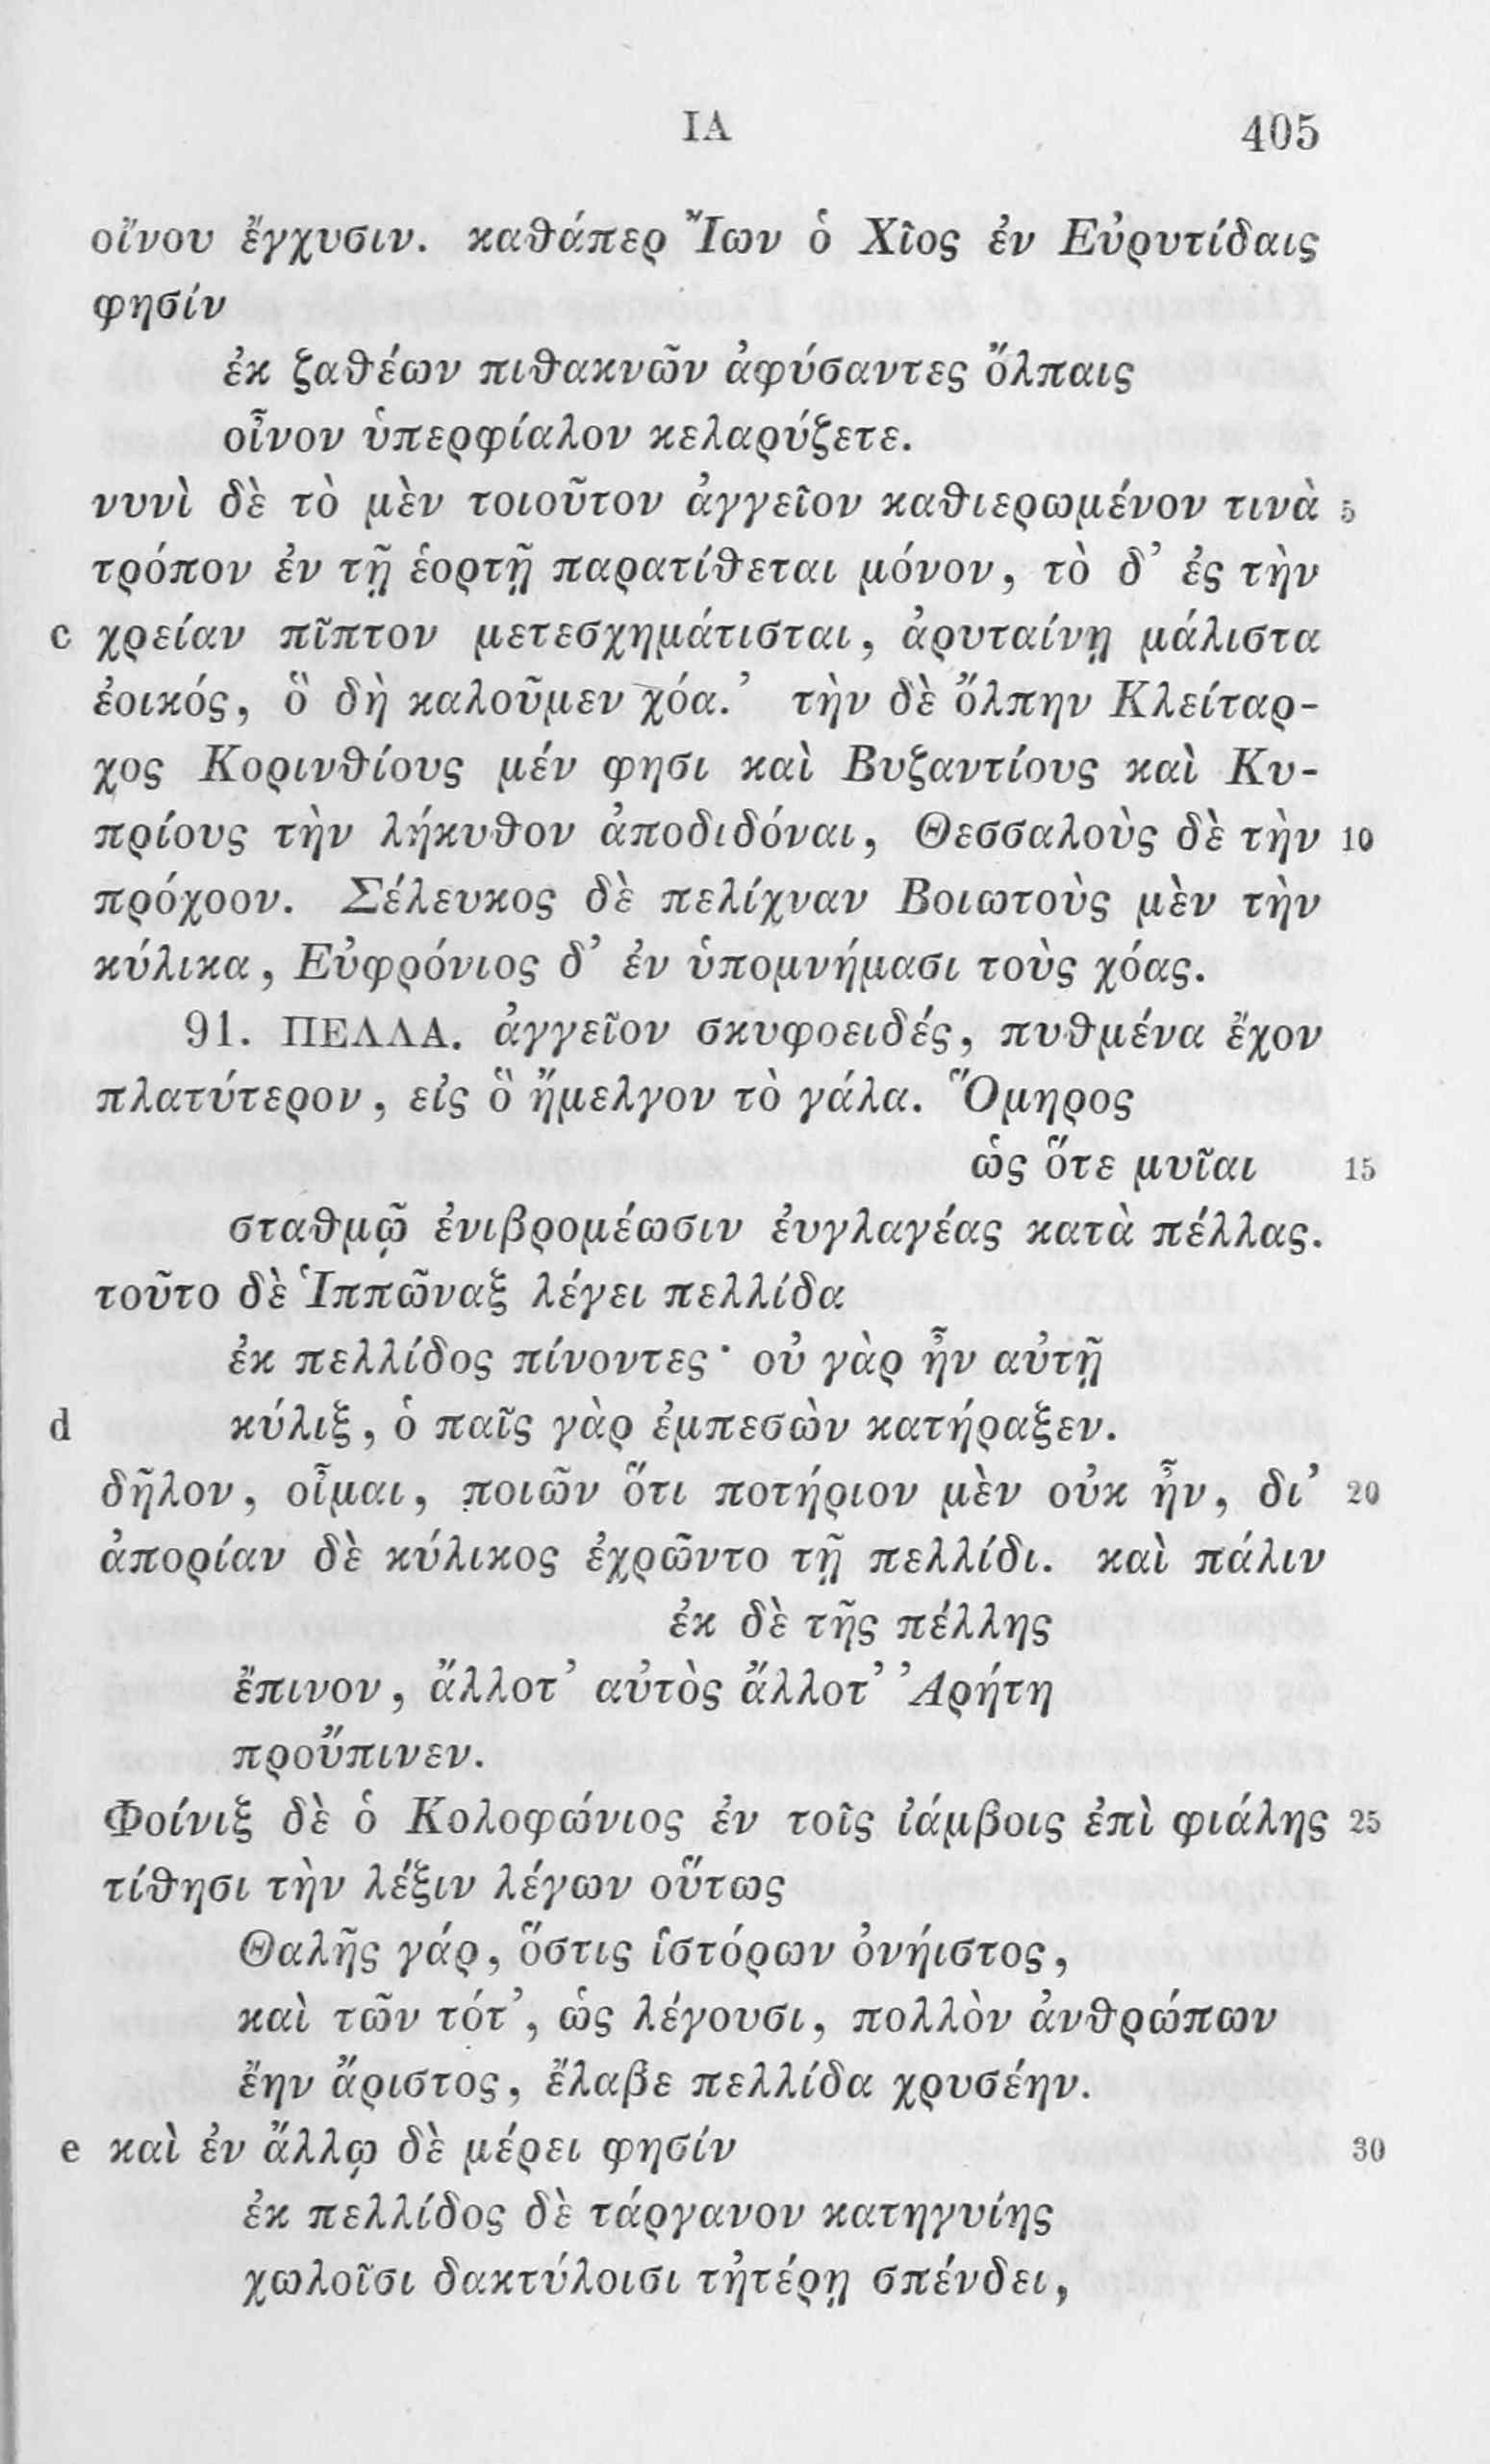 ΙΑ 405
οἴνου ἔγχυσιν. καθάπερ Ἴων ὁ Χῖος ἐν Εὐρυτίδαις
φησίν
ἐκ ζαθέων πιθακνῶν ἀφύσαντες ὄλπαις
οἶνον ὑπερφίαλον κελαρύζετε.
νυνὶ δὲ τὸ μὲν τοιοῦτον ἀγγεῖον καθιερωμένον τινὰ 5
τρόπον ἐν τῇ ἑορτῇ παρατίθεται μόνον, τὸ δ’ ἐς τὴν
c χρείαν πῖπτον μετεσχημάτισται, ἀρυταίνῃ μάλιστα
ἐοικός, ὃ δὴ καλοῦμεν χόα.’ τὴν δὲ ὄλπην Κλείταρ-
χος Κορινθίους μέν φησι καὶ Βυζαντίους καὶ Κυ-
πρίους τὴν λήκυθον ἀποδιδόναι, Θεσσαλοὺς δὲ τὴν 10
πρόχοον. Σέλευκος δὲ πελίχναν Βοιωτοὺς μὲν τὴν
κύλικα, Εὐφρόνιος δ’ ἐν ὑπομνήμασι τοὺς χόας.
91. ΠΕΛΛΑ. ἀγγεῖον σκυφοειδές, πυθμένα ἔχον
πλατύτερον, εἰς ὃ ἤμελγον τὸ γάλα. Ὅμηρος
ὡς ὅτε μυῖαι 15
σταθμῷ ἐνιβρομέωσιν ἐυγλαγέας κατὰ πέλλας.
τοῦτο δὲ Ἱππῶναξ λέγει πελλίδα
ἐκ πελλίδος πίνοντες· οὐ γὰρ ἦν αὐτῇ
d κύλιξ, ὁ παῖς γὰρ ἐμπεσὼν κατήραξεν.
δῆλον, οἶμαι, ποιῶν ὅτι ποτήριον μὲν οὐκ ἦν, δι’ 20
ἀπορίαν δὲ κύλικος ἐχρῶντο τῇ πελλίδι. καὶ πάλιν
ἐκ δὲ τῆς πέλλης
ἔπινον, ἄλλοτ’ αὐτὸς ἄλλοτ’ Ἀρήτη
προὔπινεν.
Φοίνιξ δὲ ὁ Κολοφώνιος ἐν τοῖς ἰάμβοις ἐπὶ φιάλης 25
τίθησι τὴν λέξιν λέγων οὕτως
Θαλῆς γάρ, ὅστις ἱστόρων ὀνήιστος,
καὶ τῶν τότ’, ὡς λέγουσι, πολλὸν ἀνθρώπων
ἔην ἄριστος, ἔλαβε πελλίδα χρυσέην.
e καὶ ἐν ἄλλῳ δὲ μέρει φησίν 30
ἐκ πελλίδος δὲ τάργανον κατηγυίης
χωλοῖσι δακτύλοισι τἠτέρῃ σπένδει,